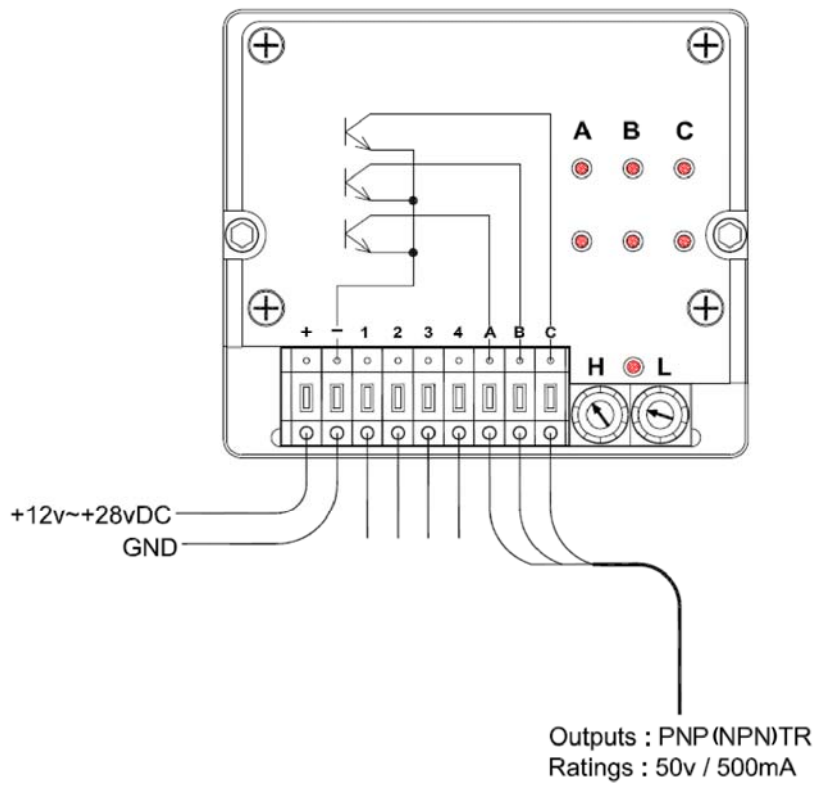 A B C
+ − 1 2 3 4 A B C
H L
+12v~+28vDC
GND
Outputs : PNP(NPN)TR
Ratings : 50v / 500mA